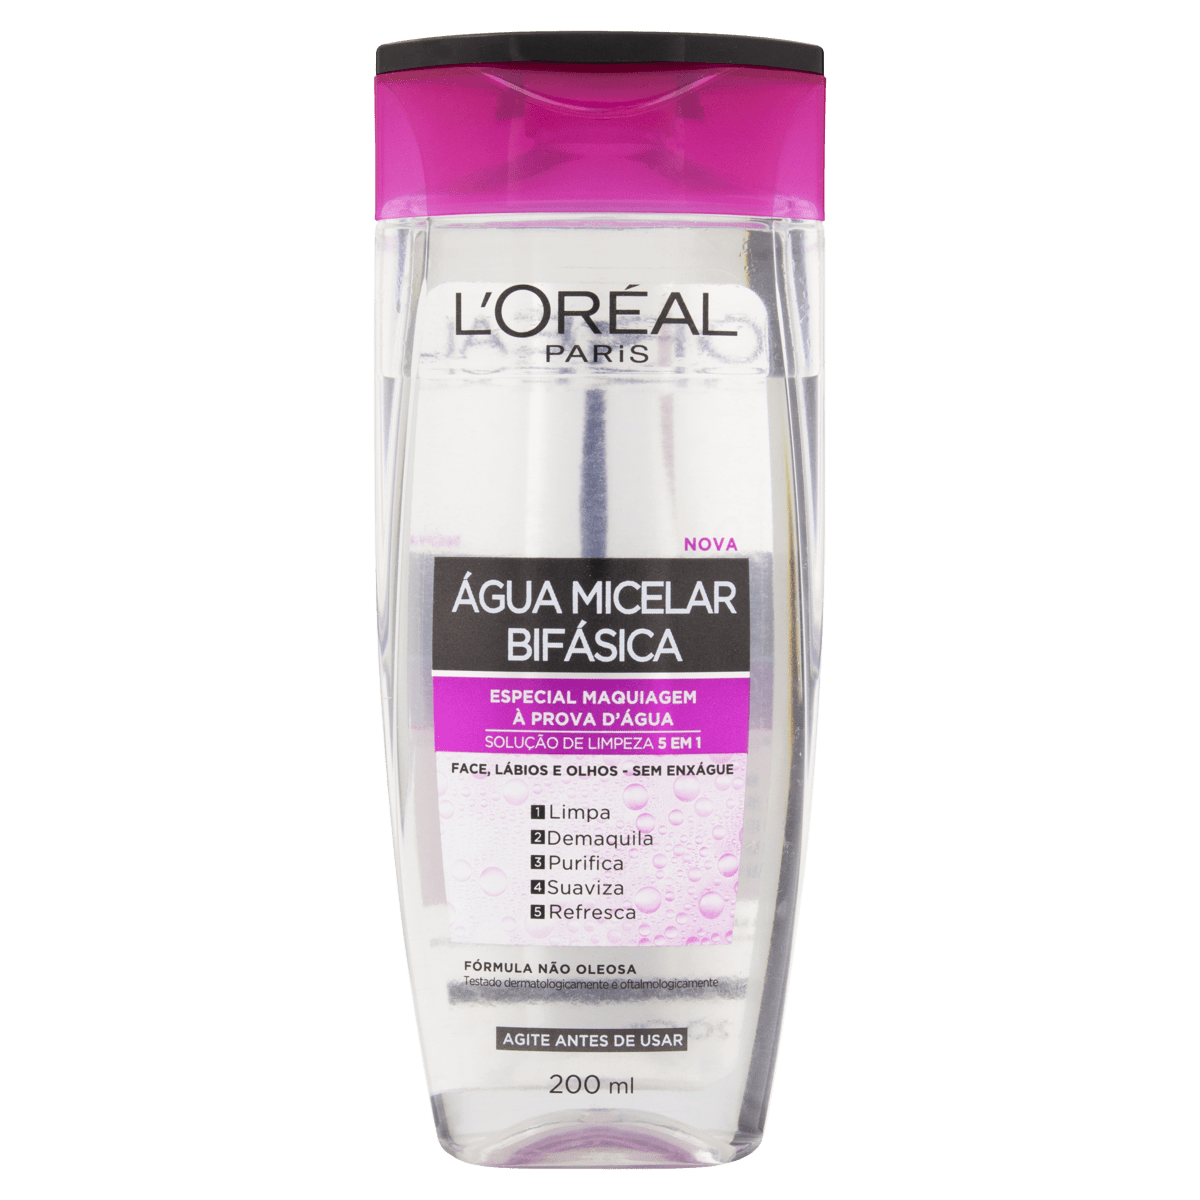 L'ORÉAL
PARiS
NOVA
ÁGUA MICELAR
BIFÁSICA
ESPECIAL MAQUIAGEM
À PROVA D'ÁGUA
SOLUÇÃO DE LIMPEZA 5 EM 1
FACE, LÁBIOS E OLHOS - SEM ENXÁGUE
1 Limpa
2 Demaquila
3 Purifica
4 Suaviza
5 Refresca
FÓRMULA NÃO OLEOSA
Testado dermatologicamente e oftalmologicamente
AGITE ANTES DE USAR
200 ml